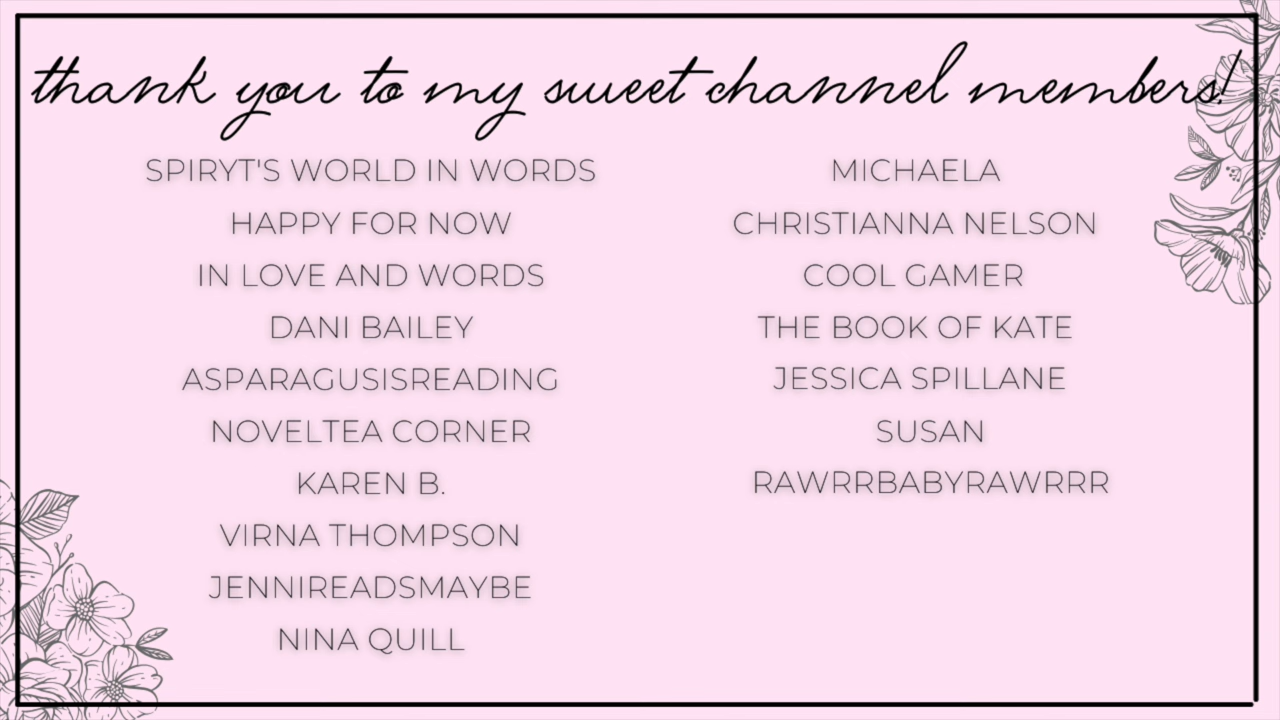 thank you to my sweet channel members!
SPIRYT'S WORLD IN WORDS
HAPPY FOR NOW
IN LOVE AND WORDS
DANI BAILEY
ASPARAGUSISREADING
NOVELTEA CORNER
KAREN B.
VIRNA THOMPSON
JENNIREADSMAYBE
NINA QUILL
MICHAELA
CHRISTIANNA NELSON
COOL GAMER
THE BOOK OF KATE
JESSICA SPILLANE
SUSAN
RAWRRBABYRAWRRR